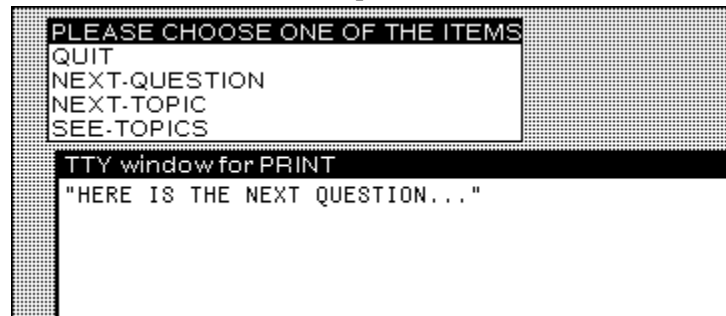 PLEASE CHOOSE ONE OF THE ITEMS
QUIT
NEXT-QUESTION
NEXT-TOPIC
SEE-TOPICS
TTY window for PRINT
"HERE IS THE NEXT QUESTION..."